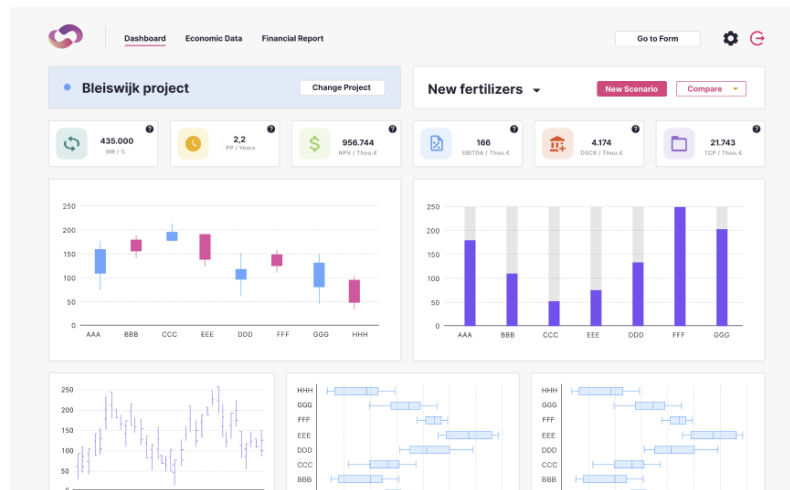 Dashboard Economic Data Financial Report Go to Form
Bleiswijk project Change Project New fertilizers New Scenario Compare
435.000 2,2 956.744 166 4.174 21.743
IRR / % PP / Years NPV / Thou.€ EBITDA / Thou.€ DSCR / Thou.€ TCF / Thou.€
250 250
200 200
150 150
100 100
50 50
0 0
AAA BBB CCC EEE DDD FFF GGG HHH AAA BBB CCC EEE DDD FFF GGG
250 HHH HHH
200 GGG GGG
150 FFF FFF
100 EEE EEE
50 DDD DDD
CCC CCC
BBB BBB